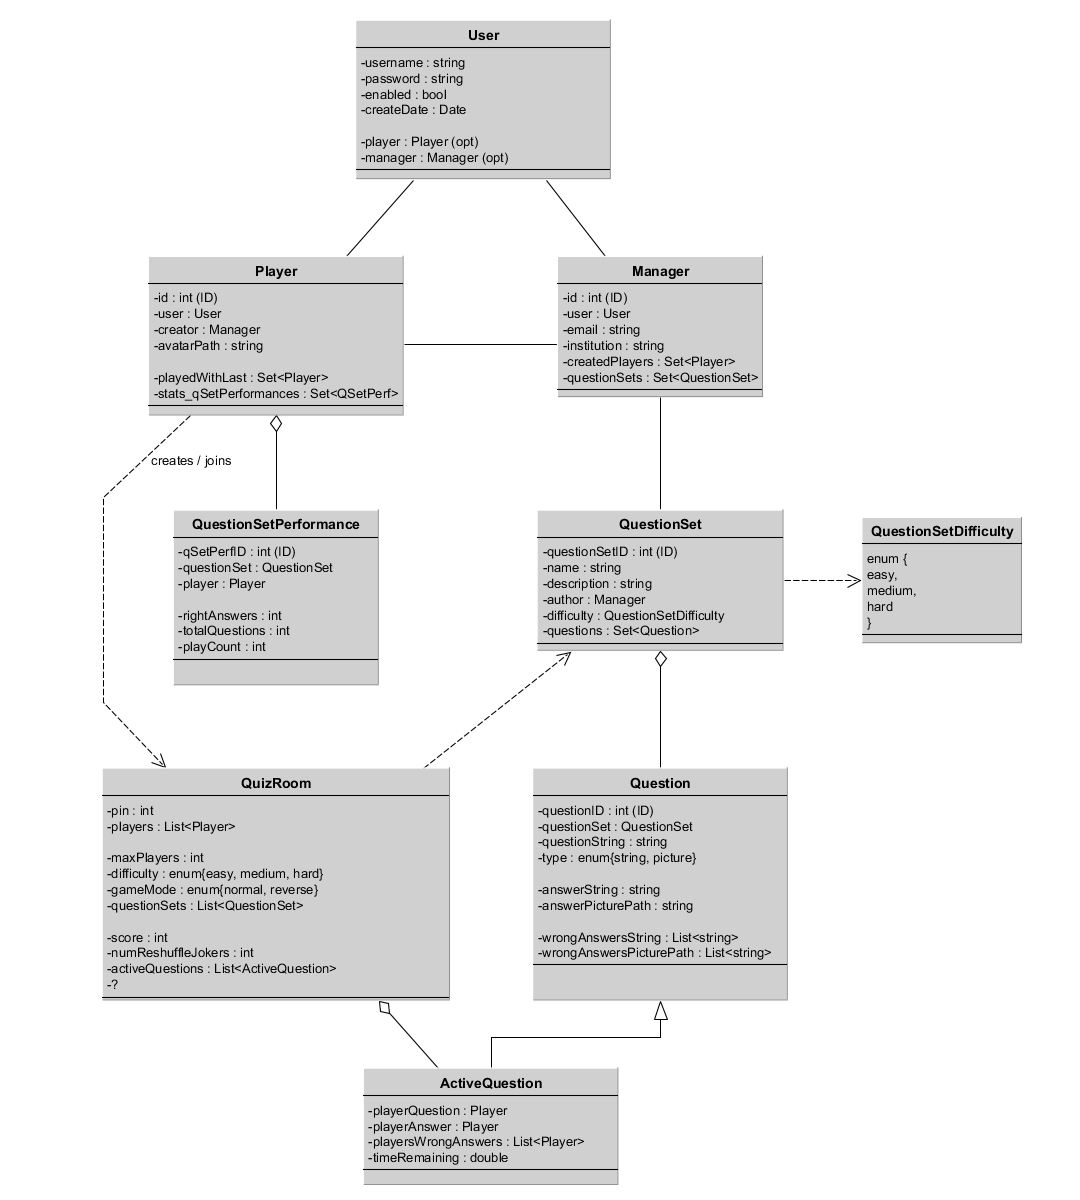 User
-username : string
-password : string
-enabled : bool
-createDate : Date
-player : Player (opt)
-manager : Manager (opt)
Player
-id : int (ID)
-user : User
-creator : Manager
-avatarPath : string
-playedWithLast : Set<Player>
-stats_qSetPerformances : Set<QSetPerf>
Manager
-id : int (ID)
-user : User
-email : string
-institution : string
-createdPlayers : Set<Player>
-questionSets : Set<QuestionSet>
creates / joins
QuestionSetPerformance
-qSetPerfID : int (ID)
-questionSet : QuestionSet
-player : Player
-rightAnswers : int
-totalQuestions : int
-playCount : int
QuestionSet
-questionSetID : int (ID)
-name : string
-description : string
-author : Manager
-difficulty : QuestionSetDifficulty
-questions : Set<Question>
QuestionSetDifficulty
enum {
easy,
medium,
hard
}
QuizRoom
-pin : int
-players : List<Player>
-maxPlayers : int
-difficulty : enum{easy, medium, hard}
-gameMode : enum{normal, reverse}
-questionSets : List<QuestionSet>
-score : int
-numReshuffleJokers : int
-activeQuestions : List<ActiveQuestion>
-?
Question
-questionID : int (ID)
-questionSet : QuestionSet
-questionString : string
-type : enum{string, picture}
-answerString : string
-answerPicturePath : string
-wrongAnswersString : List<string>
-wrongAnswersPicturePath : List<string>
ActiveQuestion
-playerQuestion : Player
-playerAnswer : Player
-playersWrongAnswers : List<Player>
-timeRemaining : double